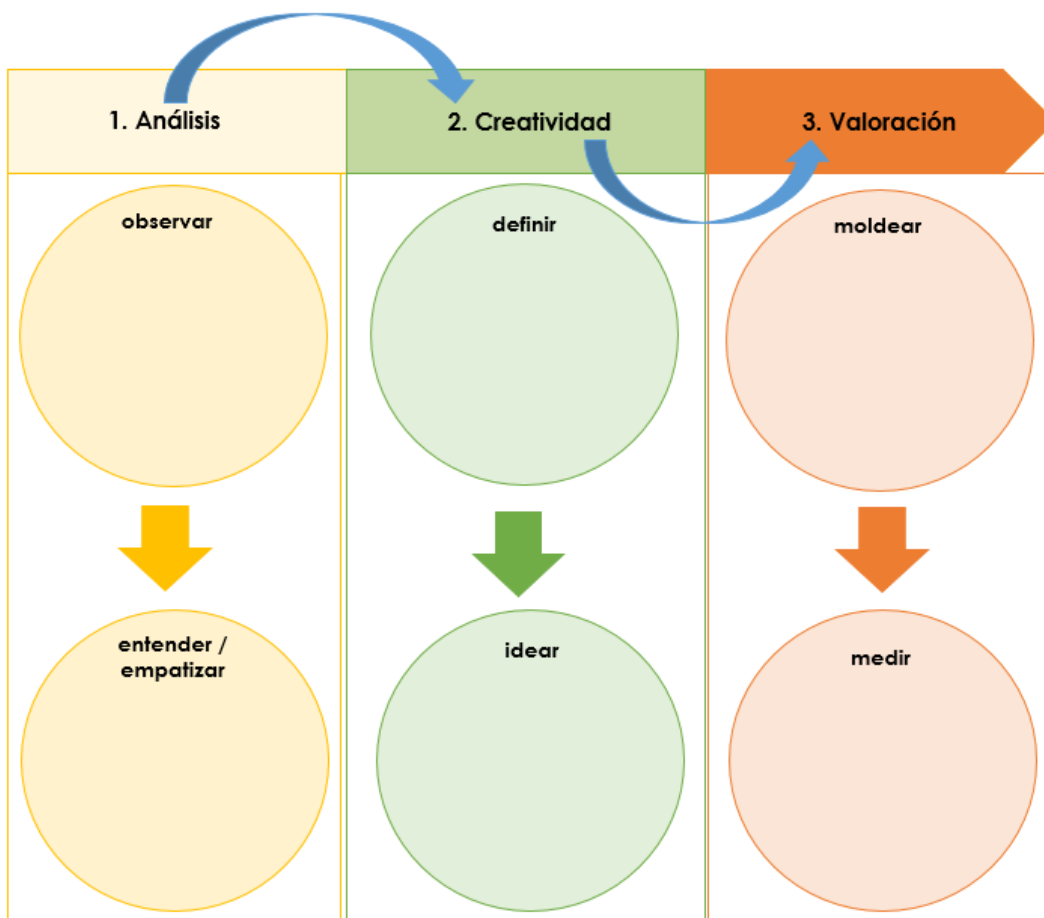 1. Análisis
2. Creatividad
3. Valoración
observar
definir
moldear
entender /
empatizar
idear
medir